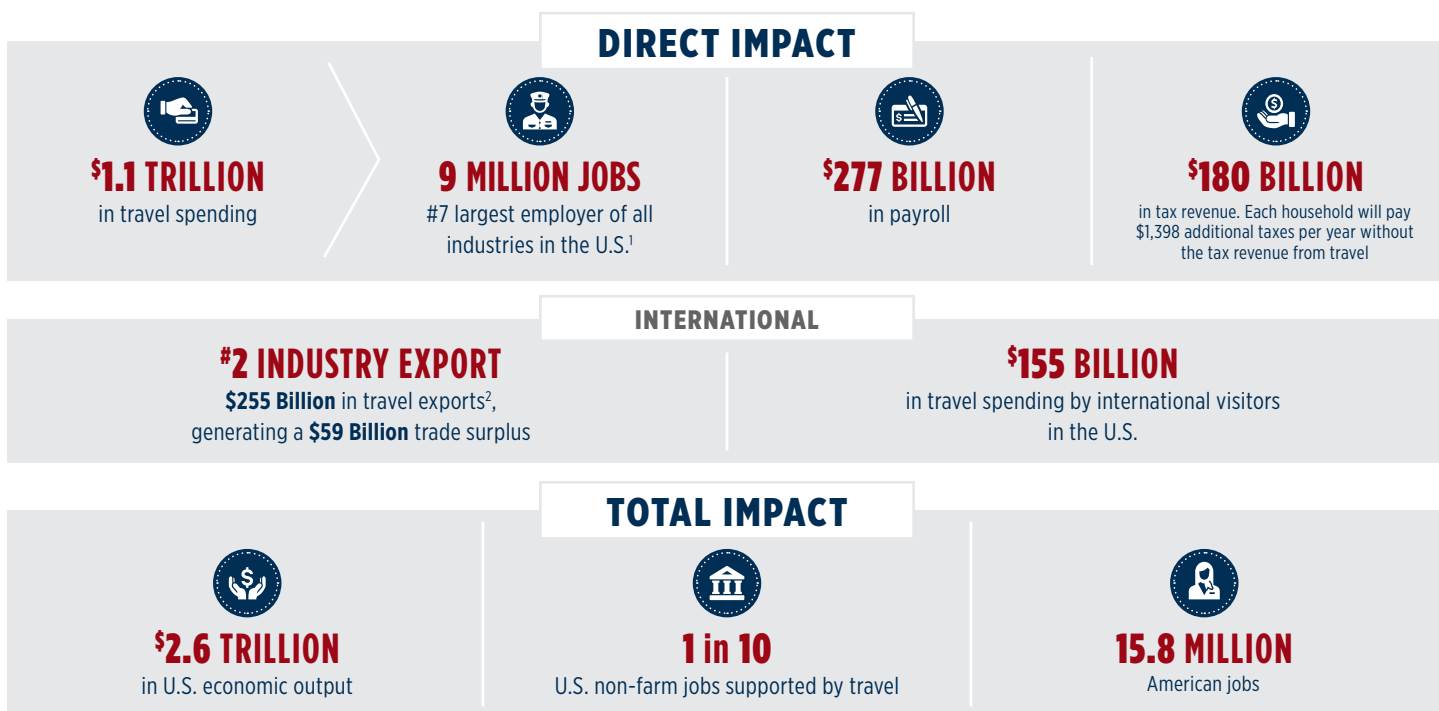 DIRECT IMPACT
$1.1 TRILLION
in travel spending
9 MILLION JOBS
#7 largest employer of all
industries in the U.S.¹
$277 BILLION
in payroll
$180 BILLION
in tax revenue. Each household will pay
$1,398 additional taxes per year without
the tax revenue from travel
INTERNATIONAL
#2 INDUSTRY EXPORT
$255 Billion in travel exports²,
generating a $59 Billion trade surplus
$155 BILLION
in travel spending by international visitors
in the U.S.
TOTAL IMPACT
$2.6 TRILLION
in U.S. economic output
1 in 10
U.S. non-farm jobs supported by travel
15.8 MILLION
American jobs